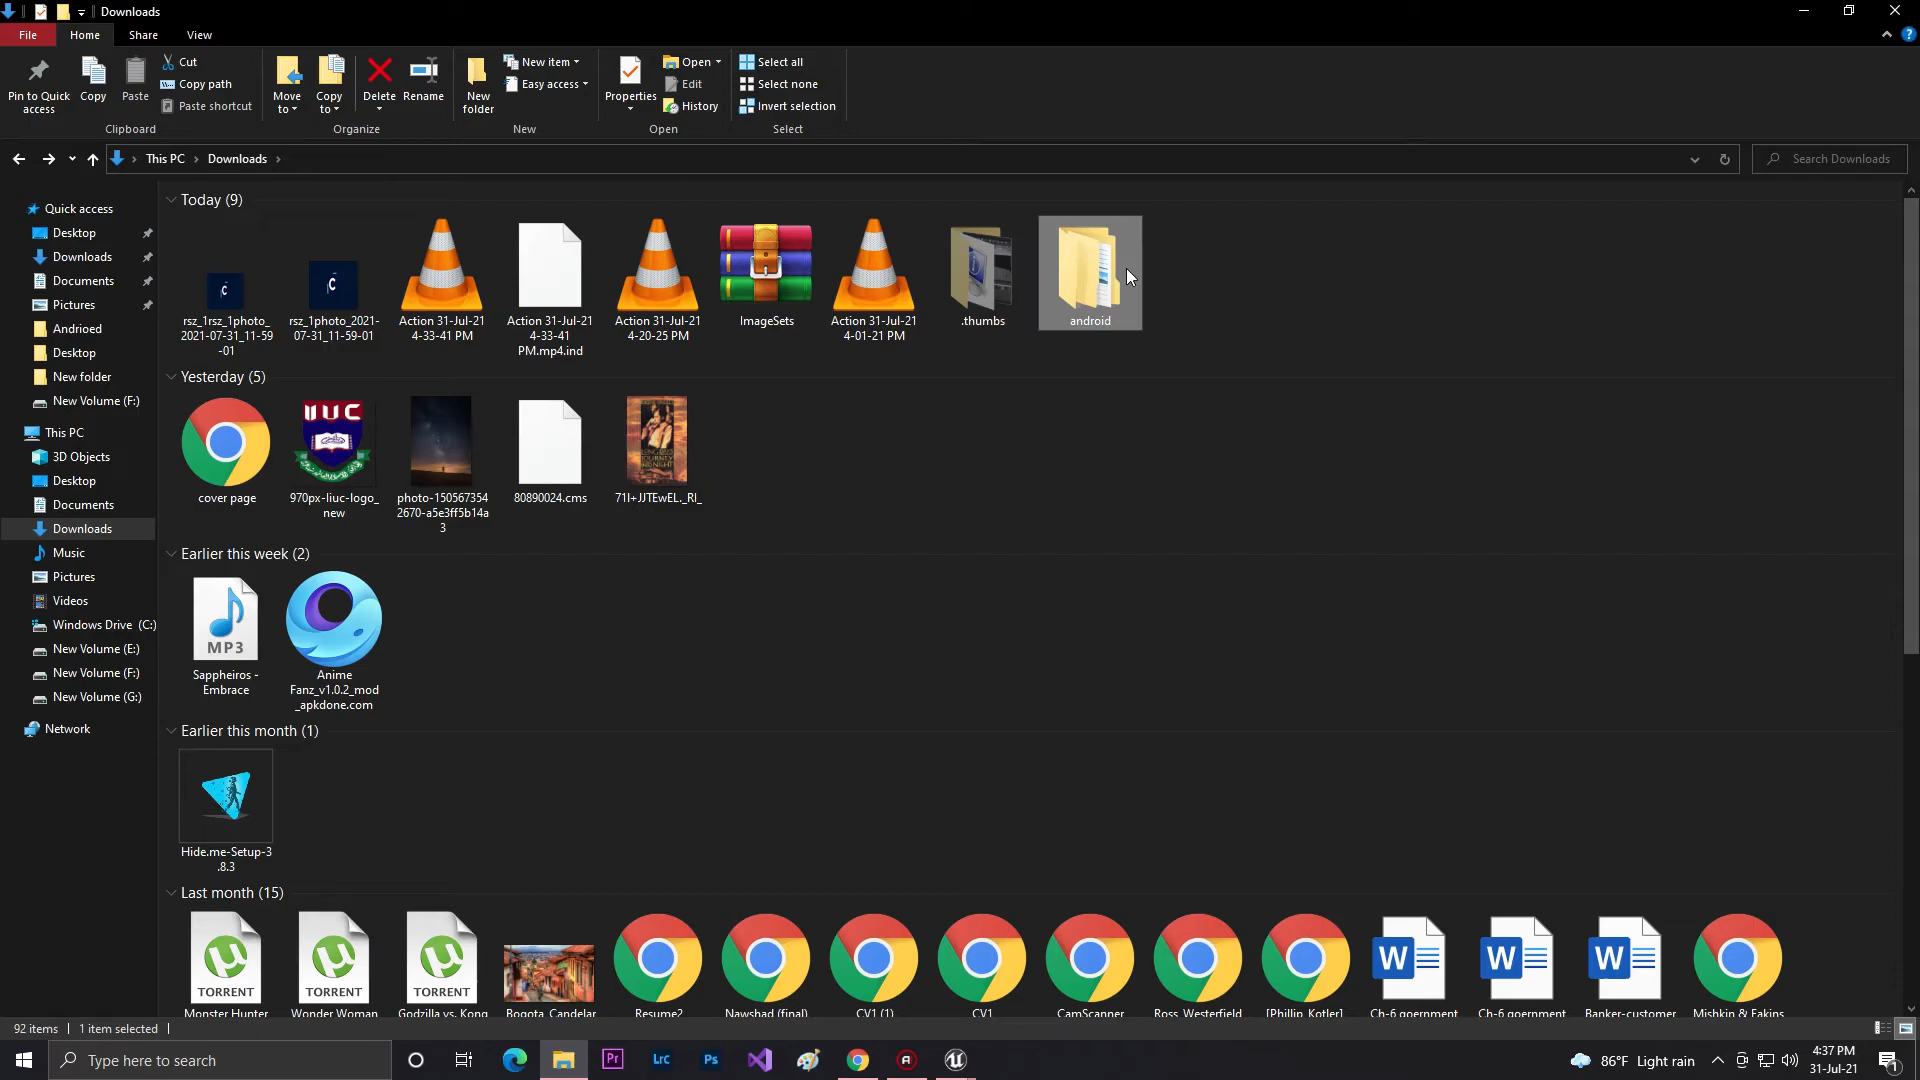 Downloads
File Home Share View
Pin to Quick access
Copy
Paste
Cut
Copy path
Paste shortcut
Clipboard
Move to
Copy to
Delete
Rename
Organize
New folder
New item
Easy access
New
Properties
Open
Edit
History
Open
Select all
Select none
Invert selection
Select
This PC Downloads
Search Downloads
Quick access
Desktop
Downloads
Documents
Pictures
Andrioed
Desktop
New folder
New Volume (F:)
This PC
3D Objects
Desktop
Documents
Downloads
Music
Pictures
Videos
Windows Drive (C:)
New Volume (E:)
New Volume (F:)
New Volume (G:)
Network
Today (9)
rsz_1rsz_1photo_
2021-07-31_11-59
-01
rsz_1photo_2021-
07-31_11-59-01
Action 31-Jul-21
4-33-41 PM
Action 31-Jul-21
4-33-41
PM.mp4.ind
Action 31-Jul-21
4-20-25 PM
ImageSets
Action 31-Jul-21
4-01-21 PM
.thumbs
android
Yesterday (5)
cover page
IIUC
970px-Iiuc-logo_
new
photo-150567354
2670-a5e3ff5b14a
3
80890024.cms
71I+JJTEwEL._RI_
Earlier this week (2)
MP3
Sappheiros -
Embrace
Anime
Fanz_v1.0.2_mod
_apkdone.com
Earlier this month (1)
Hide.me-Setup-3
.8.3
Last month (15)
TORRENT
Monster Hunter
TORRENT
Wonder Woman
TORRENT
Godzilla vs. Kong
Bogota_Candelar
Resume2
Nawshad (final)
CV1 (1)
CV1
CamScanner
Ross_Westerfield
[Phillip_Kotler]
Ch-6 goernment
Ch-6 goernment
Banker-customer
Mishkin & Eakins
92 items 1 item selected
Type here to search
Pr
Lrc
Ps
86°F Light rain
4:37 PM
31-Jul-21
1